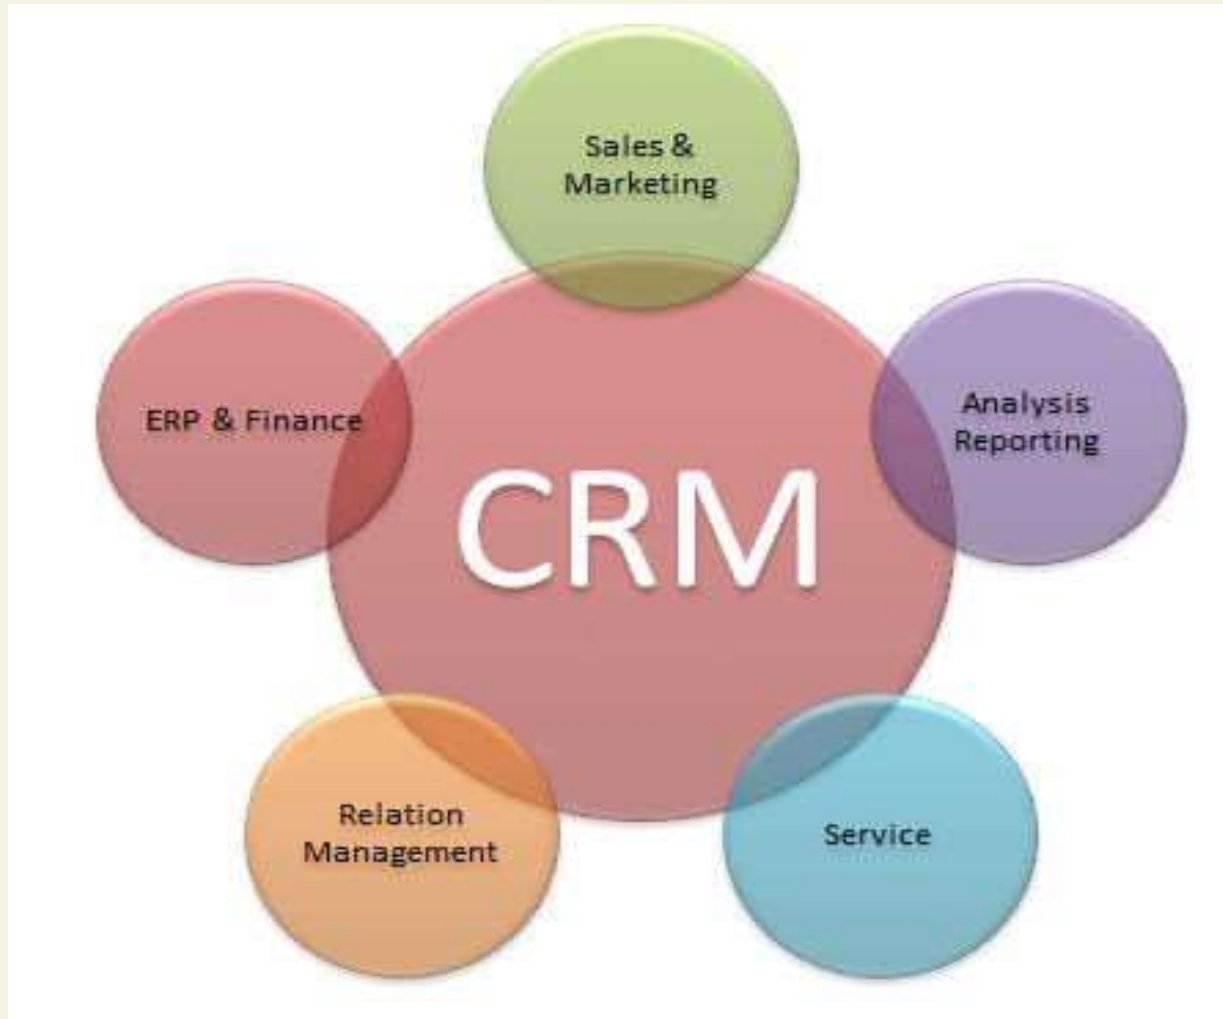 Sales &
Marketing
ERP & Finance
Analysis
Reporting
CRM
Relation
Management
Service